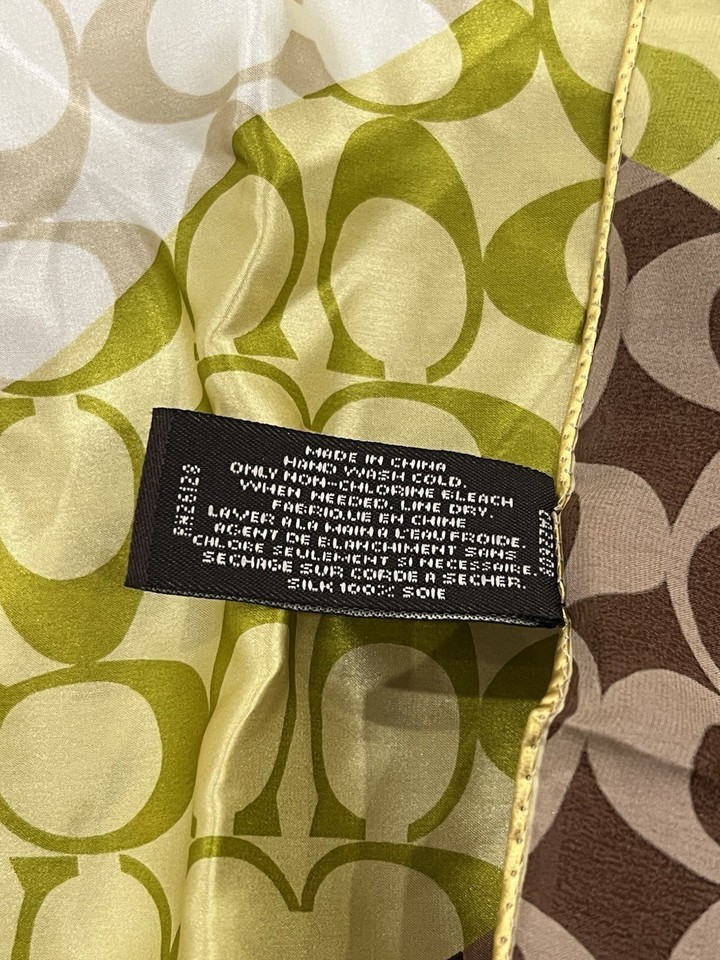 MADE IN CHINA
HAND WASH COLD.
ONLY NON-CHLORINE BLEACH
WHEN NEEDED. LINE DRY.
FABRIQUE EN CHINE
LAVER A LA MAIN A L'EAU FROIDE.
AGENT DE BLANCHIMENT SANS
CHLORE SEULEMENT SI NECESSAIRE.
SECHAGE SUR CORDE A SECHER.
SILK 100% SOIE